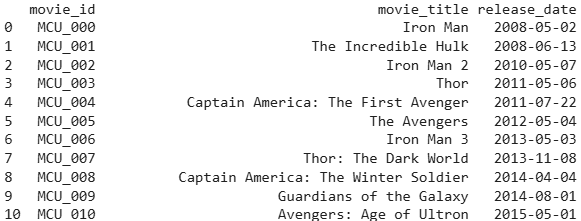 movie_id movie_title release_date
0 MCU_000 Iron Man 2008-05-02
1 MCU_001 The Incredible Hulk 2008-06-13
2 MCU_002 Iron Man 2 2010-05-07
3 MCU_003 Thor 2011-05-06
4 MCU_004 Captain America: The First Avenger 2011-07-22
5 MCU_005 The Avengers 2012-05-04
6 MCU_006 Iron Man 3 2013-05-03
7 MCU_007 Thor: The Dark World 2013-11-08
8 MCU_008 Captain America: The Winter Soldier 2014-04-04
9 MCU_009 Guardians of the Galaxy 2014-08-01
10 MCU_010 Avengers: Age of Ultron 2015-05-01